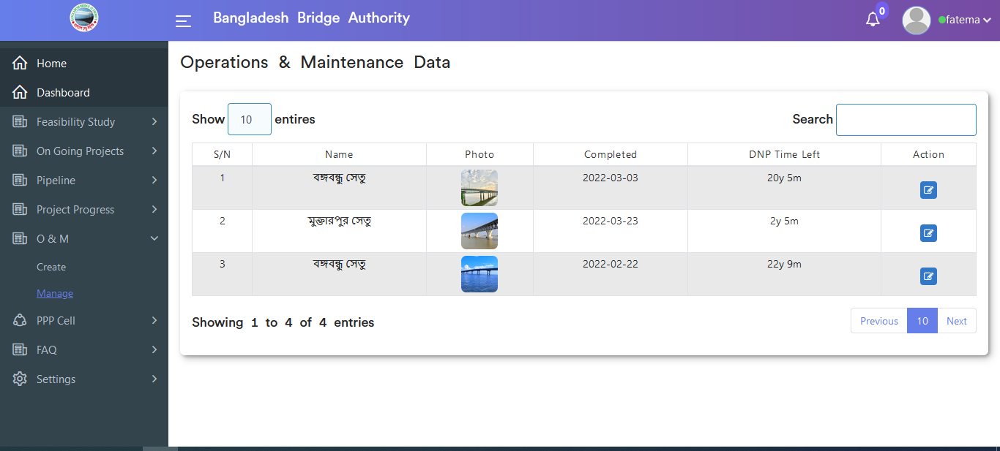 Bangladesh Bridge Authority
0
fatema
Home
Dashboard
Feasibility Study
On Going Projects
Pipeline
Project Progress
O & M
Create
Manage
PPP Cell
FAQ
Settings
Operations & Maintenance Data
Show 10 entires Search
S/N Name Photo Completed DNP Time Left Action
1 বঙ্গবন্ধু সেতু 2022-03-03 20y 5m
2 মুক্তারপুর সেতু 2022-03-23 2y 5m
3 বঙ্গবন্ধু সেতু 2022-02-22 22y 9m
Showing 1 to 4 of 4 entries Previous 10 Next